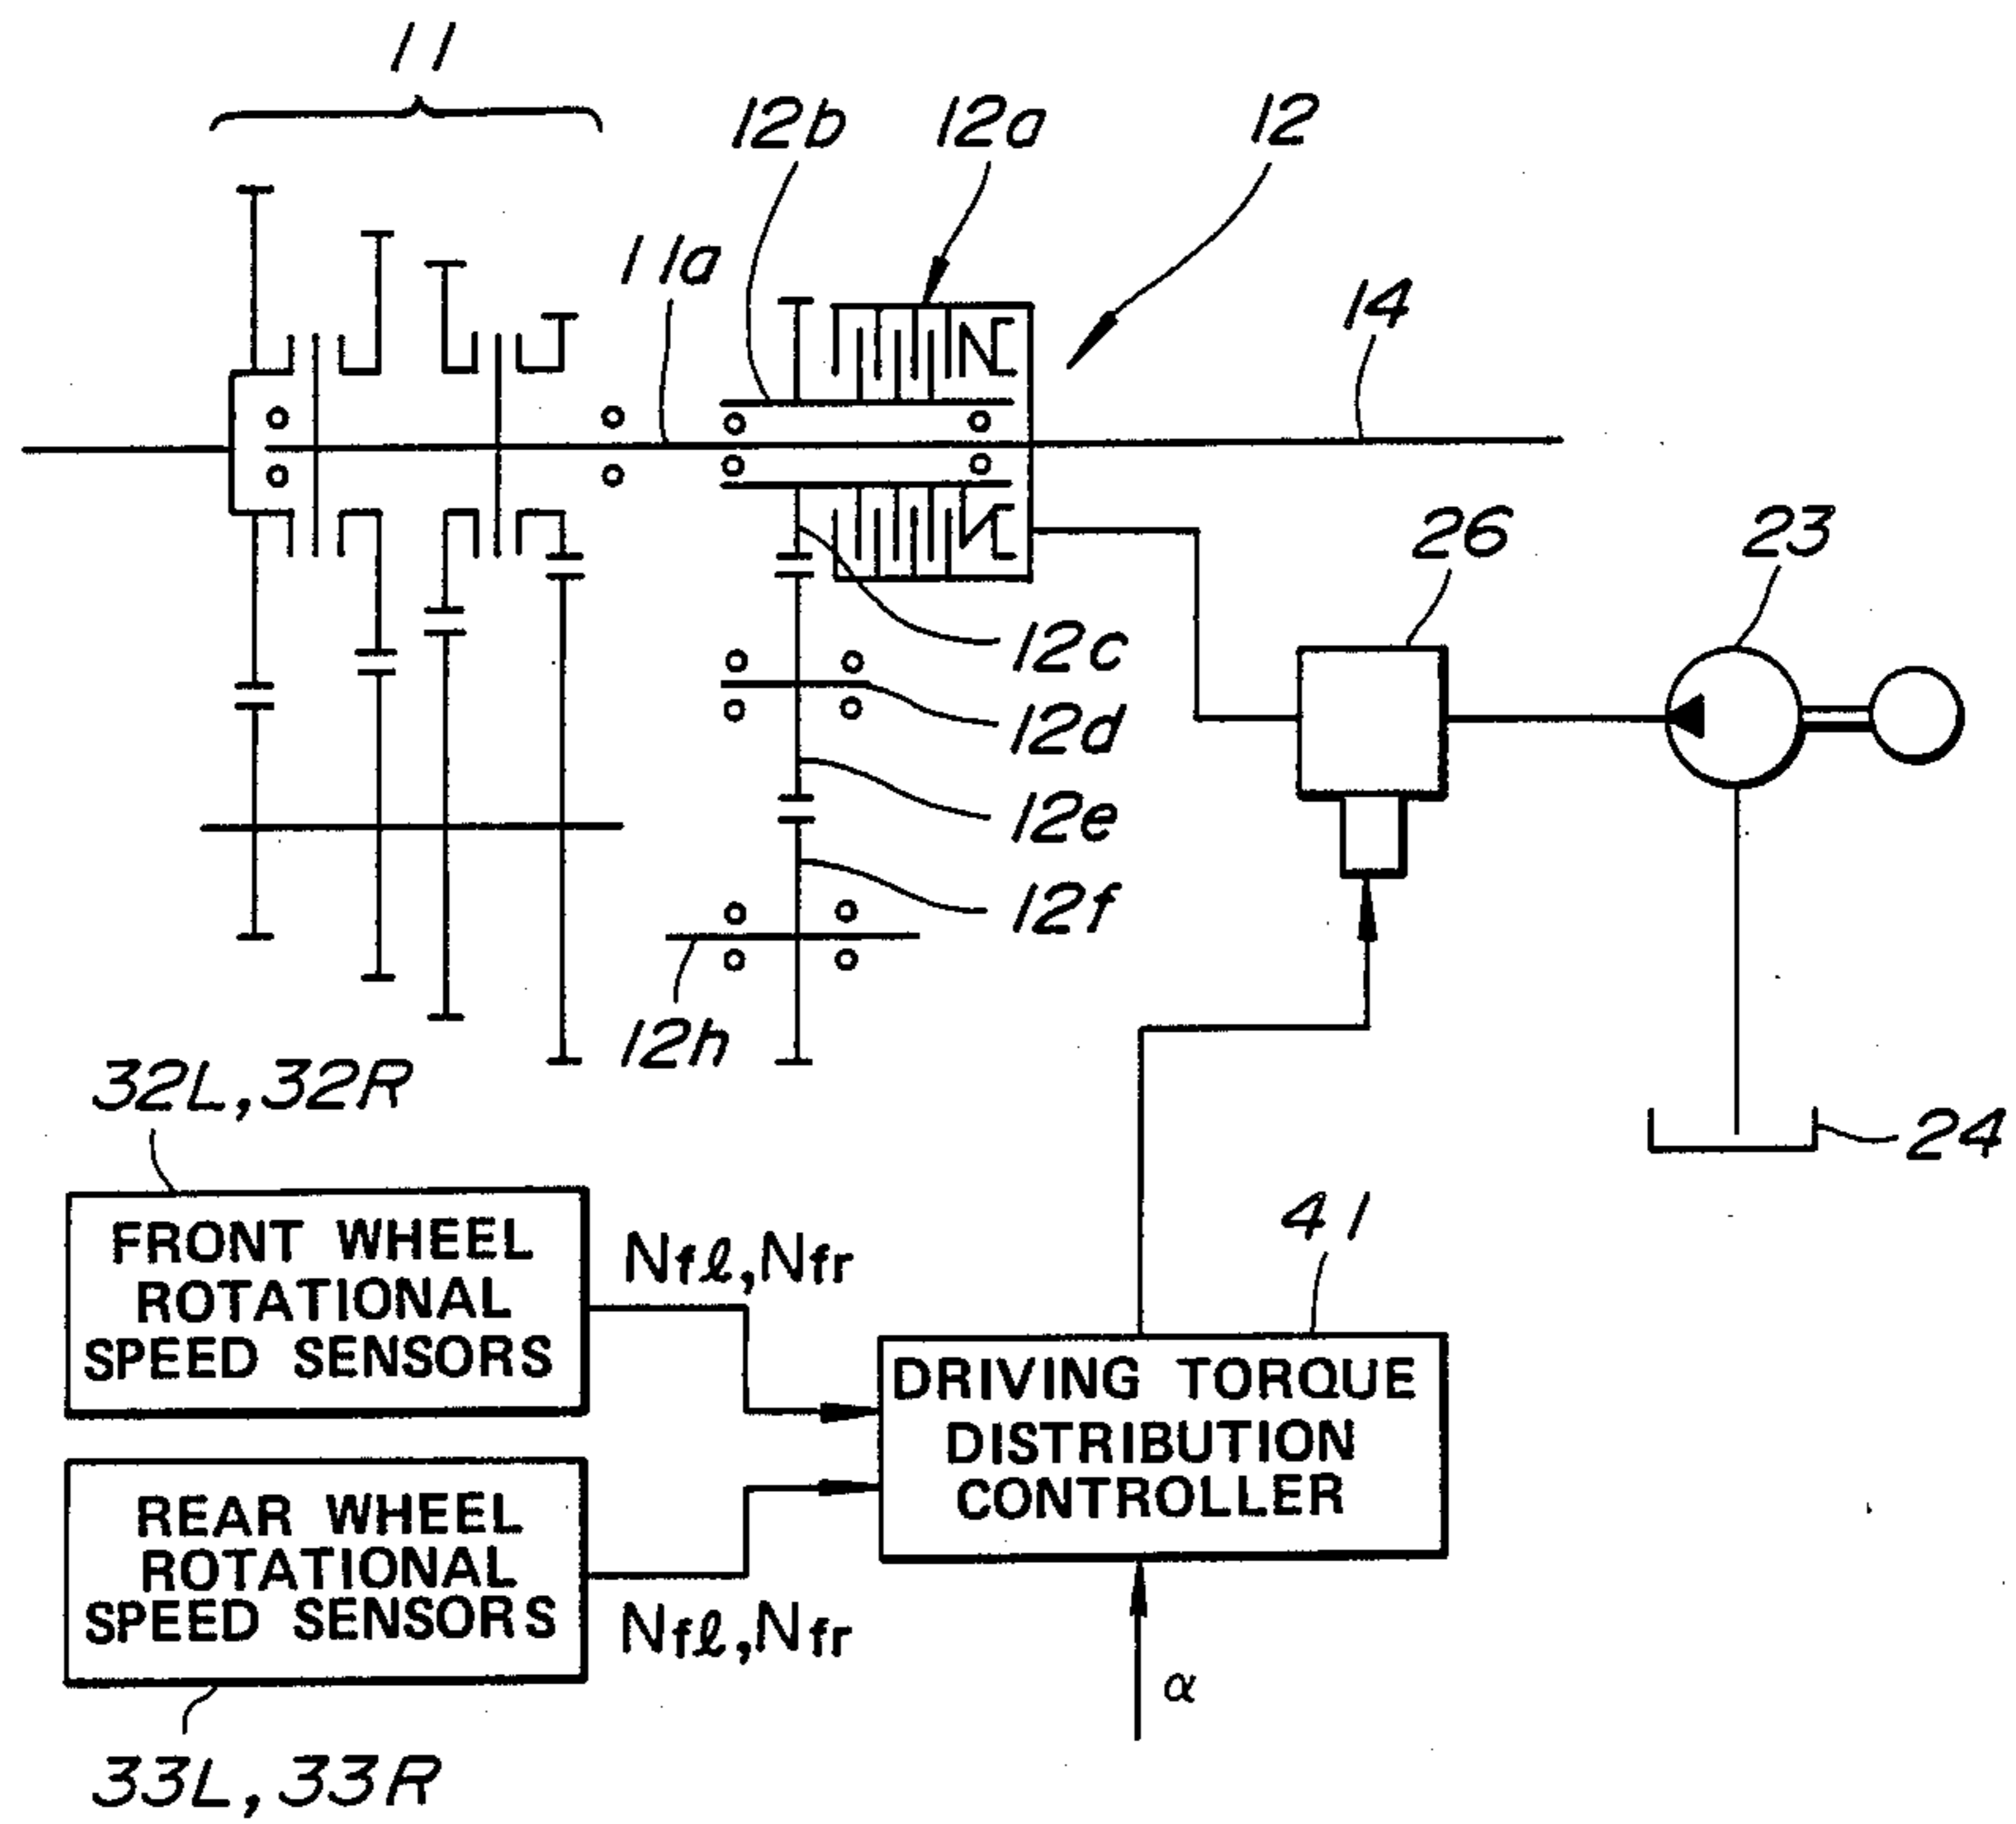 11
12b
12a
12
11a
14
26
23
12c
12d
12e
12f
12h
32L, 32R
24
41
FRONT WHEEL
ROTATIONAL
SPEED SENSORS
Nfℓ, Nfr
DRIVING TORQUE
DISTRIBUTION
CONTROLLER
REAR WHEEL
ROTATIONAL
SPEED SENSORS
Nfℓ, Nfr
α
33L, 33R